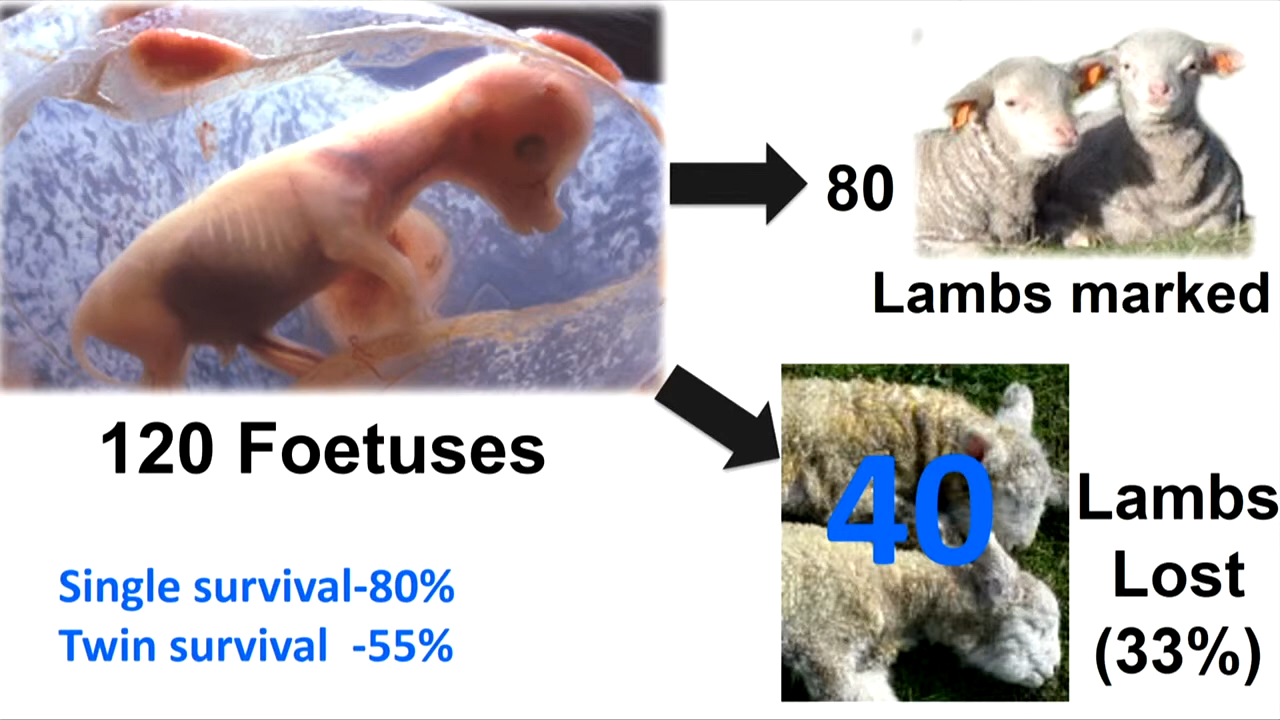 80
Lambs marked
120 Foetuses
40
Lambs
Lost
(33%)
Single survival-80%
Twin survival -55%